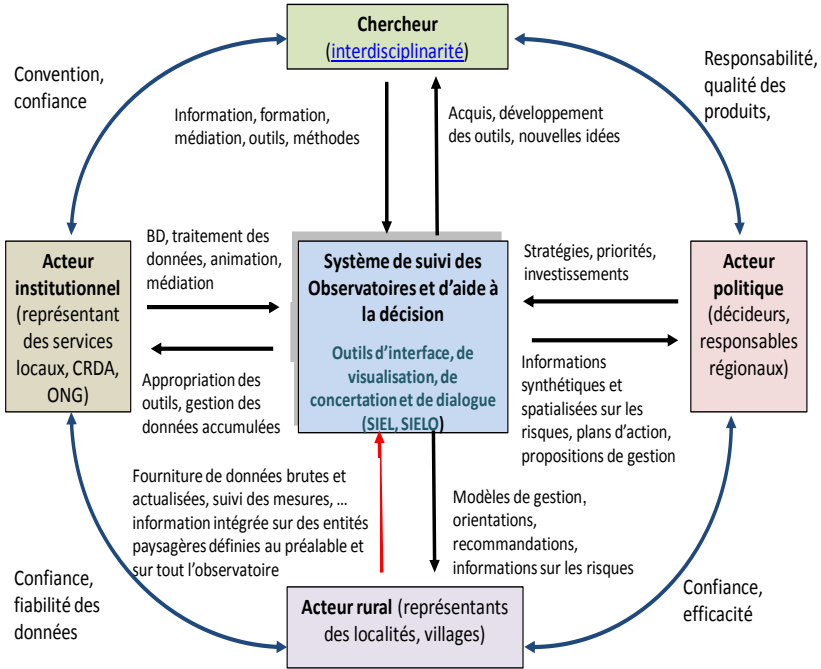 Chercheur
(interdisciplinarité)
Convention,
confiance
Responsabilité,
qualité des
produits,
Information, formation,
médiation, outils, méthodes
Acquis, développement
des outils, nouvelles idées
Acteur
institutionnel
(représentant
des services
locaux, CRDA,
ONG)
BD, traitement des
données, animation,
médiation
Appropriation des
outils, gestion des
données accumulées
Système de suivi des
Observatoires et d’aide à
la décision
Outils d’interface, de
visualisation, de
concertation et de dialogue
(SIEL, SIELO)
Stratégies, priorités,
investissements
Informations
synthétiques et
spatialisées sur les
risques, plans d’action,
propositions de gestion
Acteur
politique
(décideurs,
responsables
régionaux)
Fourniture de données brutes et
actualisées, suivi des mesures, …
information intégrée sur des entités
paysagères définies au préalable et
sur tout l’observatoire
Modèles de gestion,
orientations,
recommandations,
informations sur les risques
Confiance,
fiabilité des
données
Acteur rural (représentants
des localités, villages)
Confiance,
efficacité